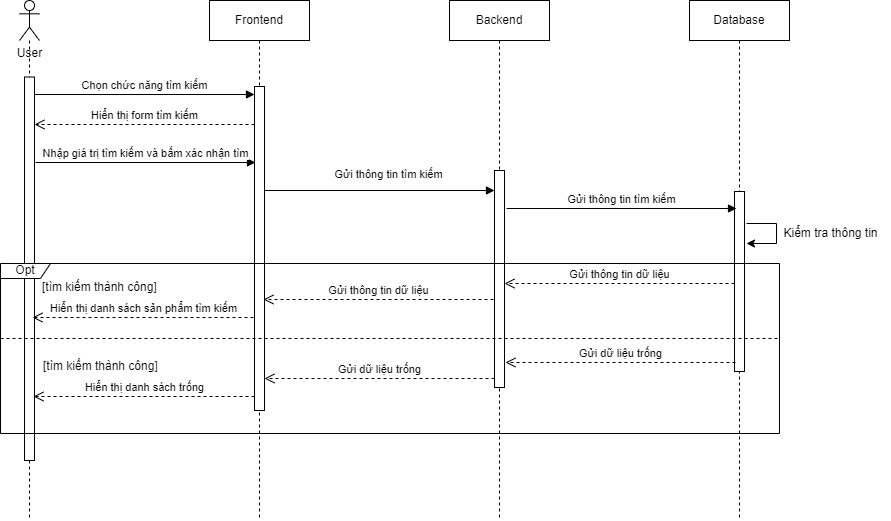 Frontend
Backend
Database
User
Chọn chức năng tìm kiếm
Hiển thị form tìm kiếm
Nhập giá trị tìm kiếm và bấm xác nhận tìm
Gửi thông tin tìm kiếm
Gửi thông tin tìm kiếm
Kiểm tra thông tin
Opt
[tìm kiếm thành công]
Gửi thông tin dữ liệu
Gửi thông tin dữ liệu
Hiển thị danh sách sản phẩm tìm kiếm
Gửi dữ liệu trống
[tìm kiếm thành công]
Gửi dữ liệu trống
Hiển thị danh sách trống